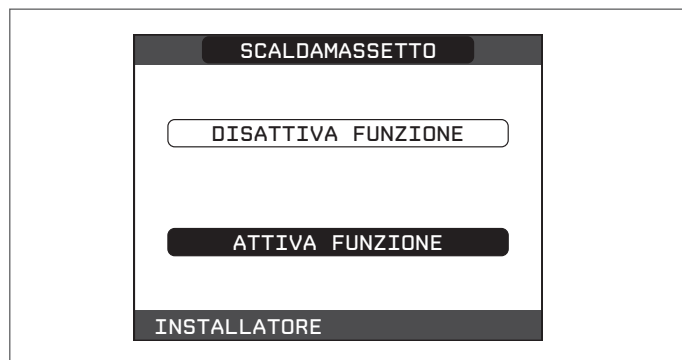 SCALDAMASSETTO
DISATTIVA FUNZIONE
ATTIVA FUNZIONE
INSTALLATORE